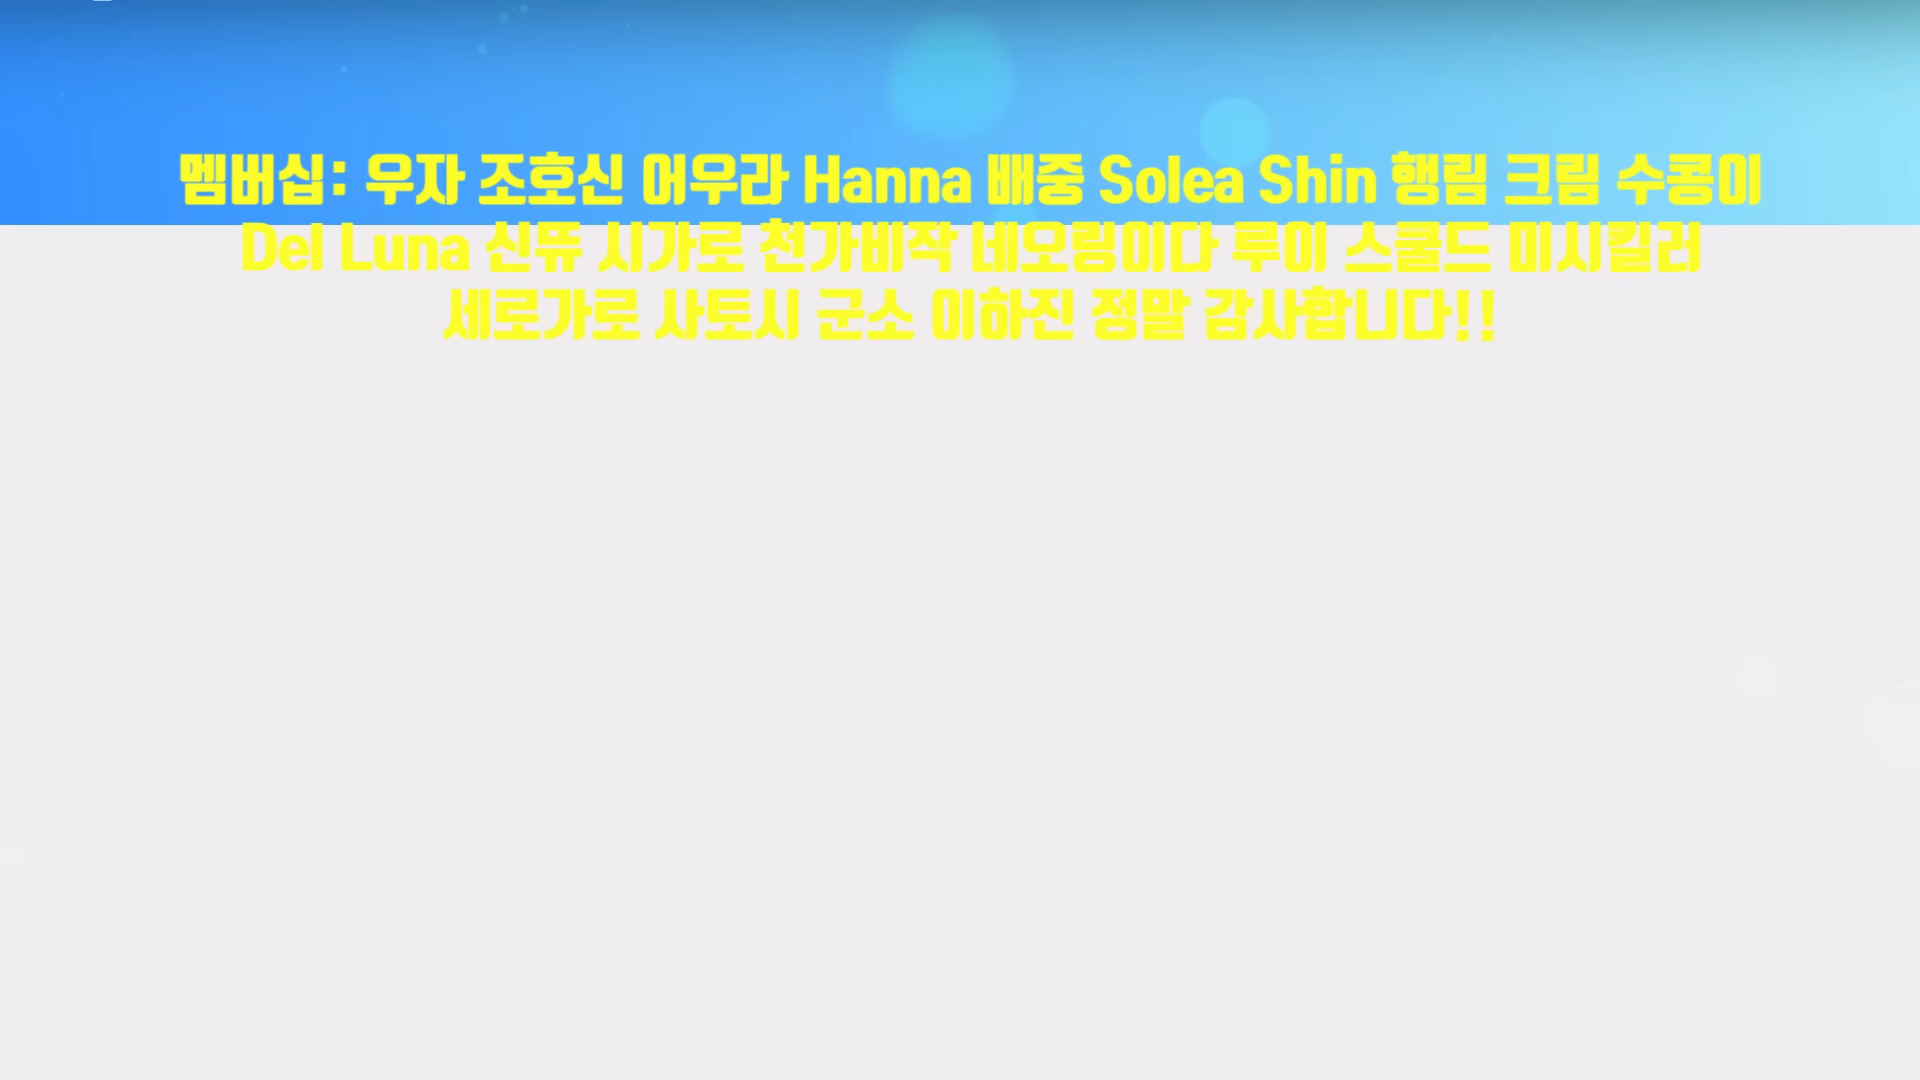 멤버십: 우자 조호신 어우라 Hanna 배중 Solea Shin 행림 크림 수콩이
Del Luna 신뜌 시가로 천가비작 네오링이다 루이 스쿨드 미시킬러
세로가로 사토시 군소 이하진 정말 감사합니다!!